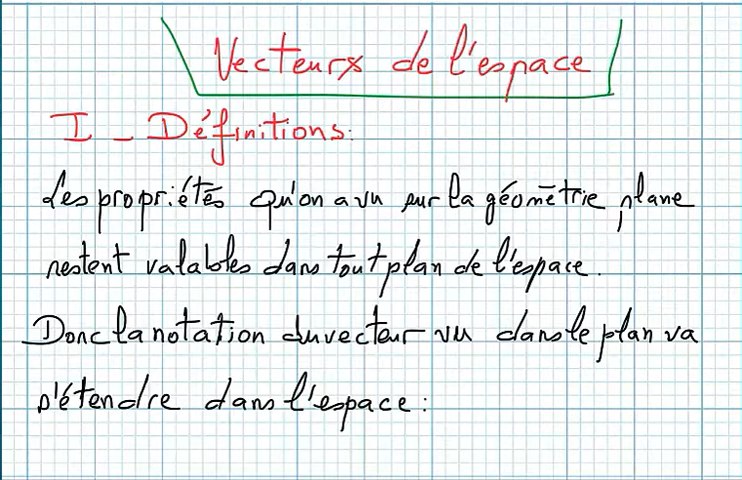 Vecteurs de l'espace
I - Définitions:
Les propriétés qu'on a vu sur la géométrie plane
restent valables dans tout plan de l'espace.
Donc la notation du vecteur vu dans le plan va
s'étendre dans l'espace: